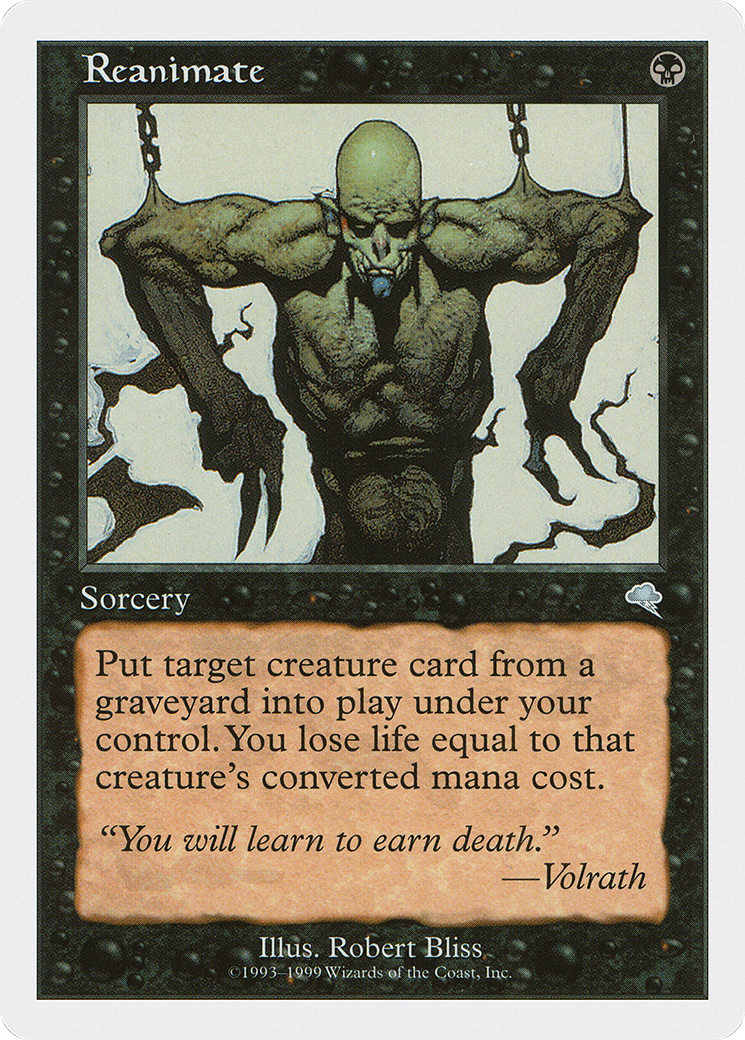 Reanimate
Sorcery
Put target creature card from a
graveyard into play under your
control. You lose life equal to that
creature's converted mana cost.
“You will learn to earn death.”
—Volrath
Illus. Robert Bliss
©1993–1999 Wizards of the Coast, Inc.